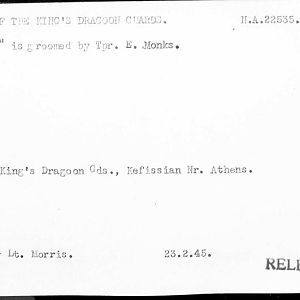 OF THE KING'S DRAGOON GUARDS. N.A.22535.
" is groomed by Tpr. E. Monks.
King's Dragoon Gds., Kefissian Nr. Athens.
- Lt. Morris. 23.2.45.
RELE